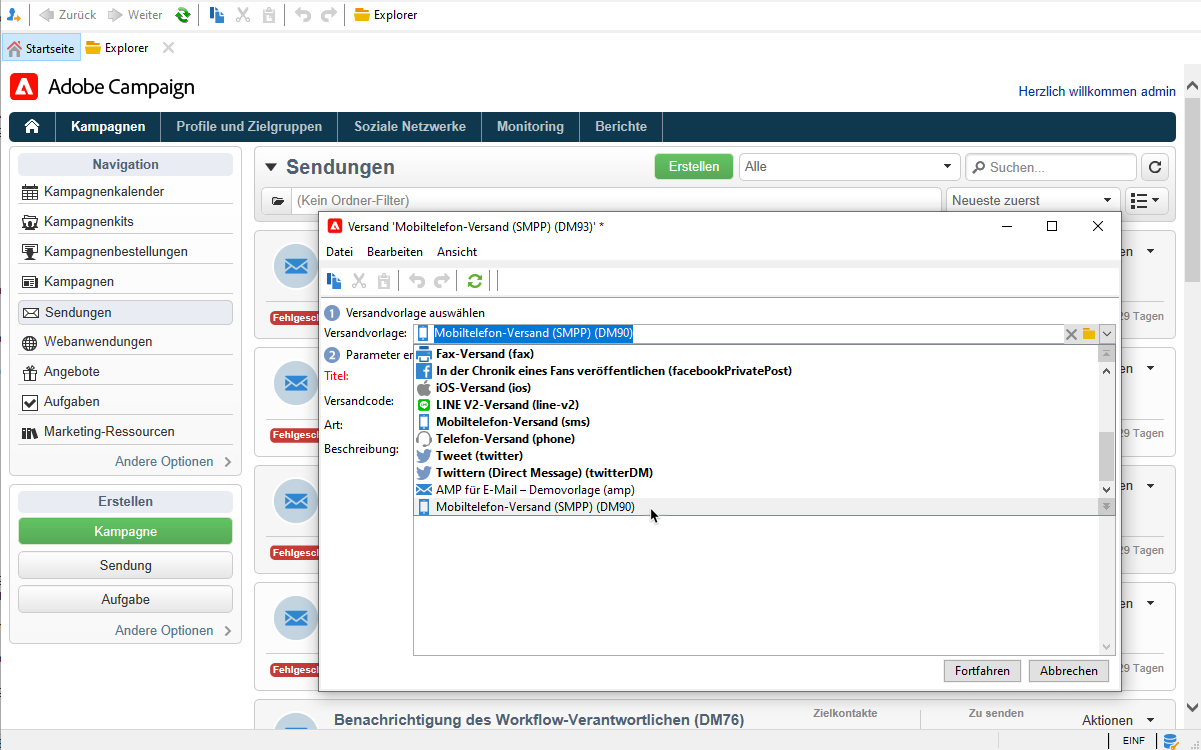 Zurück Weiter Explorer
Startseite Explorer
Adobe Campaign
Herzlich willkommen admin
Kampagnen Profile und Zielgruppen Soziale Netzwerke Monitoring Berichte
Navigation
Kampagnenkalender
Kampagnenkits
Kampagnenbestellungen
Kampagnen
Sendungen
Webanwendungen
Angebote
Aufgaben
Marketing-Ressourcen
Andere Optionen
Erstellen
Kampagne
Sendung
Aufgabe
Andere Optionen
Sendungen Erstellen Alle Suchen...
(Kein Ordner-Filter) Neueste zuerst
Versand 'Mobiltelefon-Versand (SMPP) (DM93)' *
Datei Bearbeiten Ansicht
1 Versandvorlage auswählen
Versandvorlage: Mobiltelefon-Versand (SMPP) (DM90)
2 Parameter er
Titel:
Versandcode:
Art:
Beschreibung:
Fax-Versand (fax)
In der Chronik eines Fans veröffentlichen (facebookPrivatePost)
iOS-Versand (ios)
LINE V2-Versand (line-v2)
Mobiltelefon-Versand (sms)
Telefon-Versand (phone)
Tweet (twitter)
Twittern (Direct Message) (twitterDM)
AMP für E-Mail – Demovorlage (amp)
Mobiltelefon-Versand (SMPP) (DM90)
Fortfahren Abbrechen
en
Fehlgesc 29 Tagen
en
Fehlgesc 29 Tagen
en
Fehlgesc 29 Tagen
en
Fehlgesc 29 Tagen
Benachrichtigung des Workflow-Verantwortlichen (DM76) Zielkontakte Zu senden Aktionen
EINF